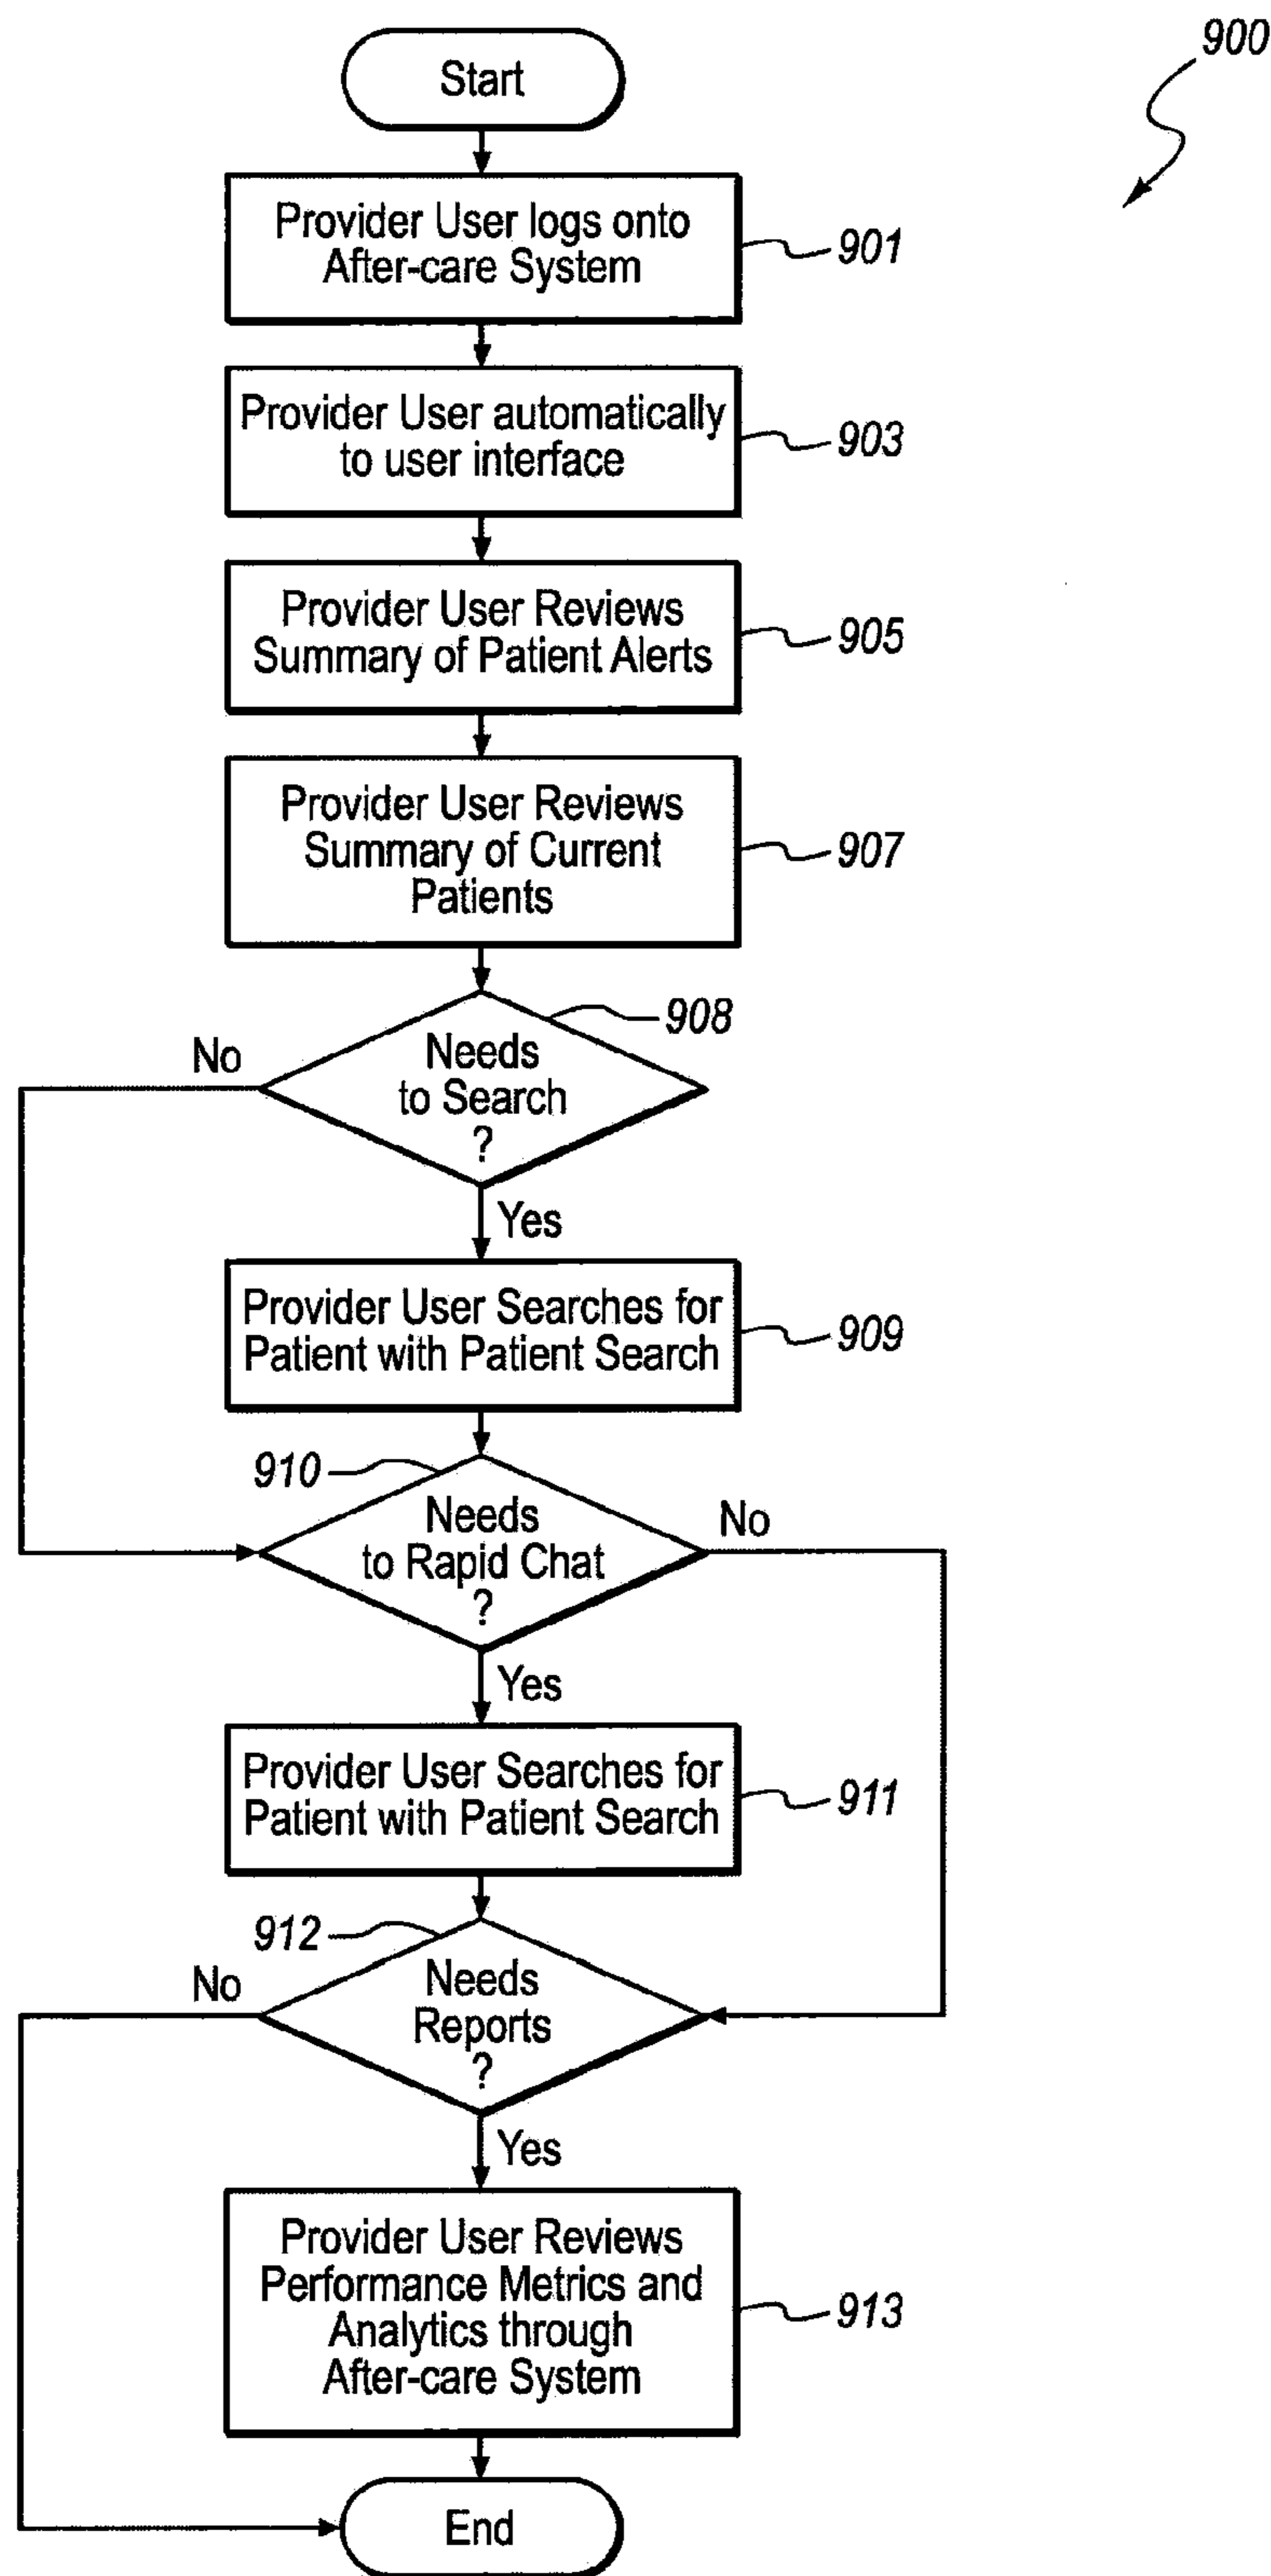 900
Start
Provider User logs onto
After-care System
901
Provider User automatically
to user interface
903
Provider User Reviews
Summary of Patient Alerts
905
Provider User Reviews
Summary of Current
Patients
907
908
No
Needs
to Search
?
Yes
Provider User Searches for
Patient with Patient Search
909
910
Needs
to Rapid Chat
?
No
Yes
Provider User Searches for
Patient with Patient Search
911
912
No
Needs
Reports
?
Yes
Provider User Reviews
Performance Metrics and
Analytics through
After-care System
913
End